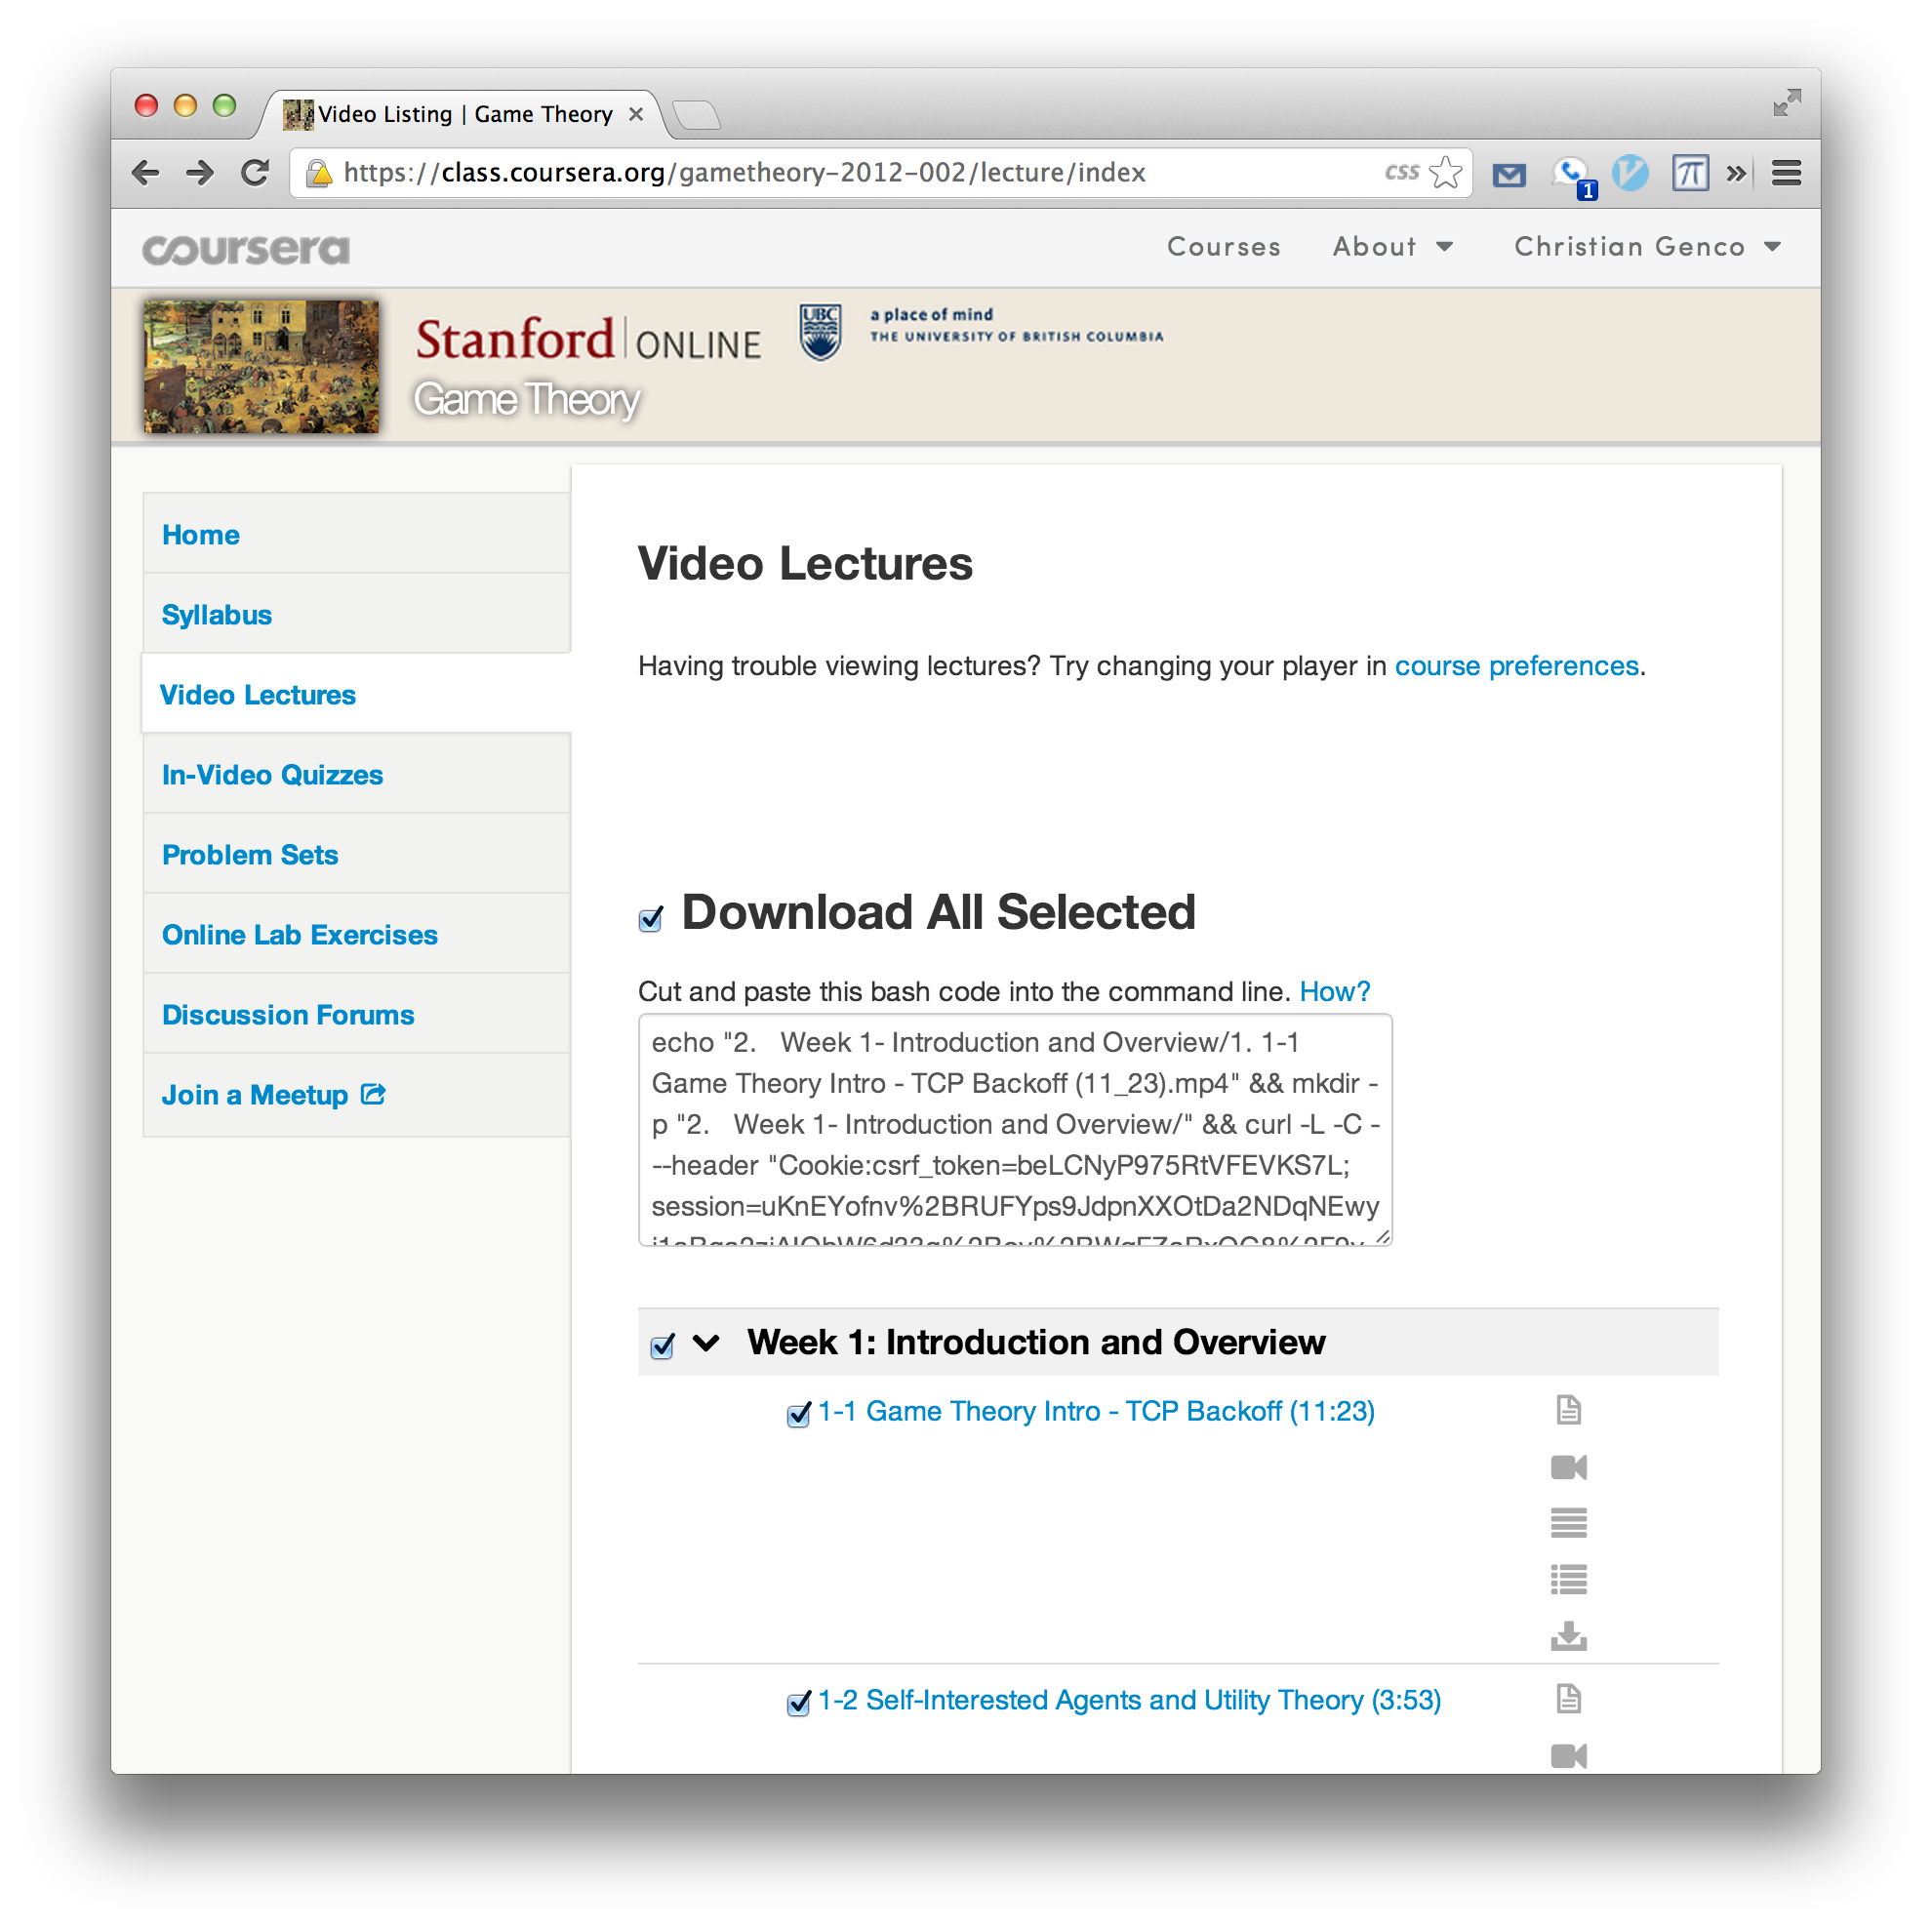 Video Listing | Game Theory
https://class.coursera.org/gametheory-2012-002/lecture/index
css
1
coursera
Courses
About
Christian Genco
Stanford ONLINE
UBC
a place of mind
THE UNIVERSITY OF BRITISH COLUMBIA
Game Theory
Home
Syllabus
Video Lectures
In-Video Quizzes
Problem Sets
Online Lab Exercises
Discussion Forums
Join a Meetup
Video Lectures
Having trouble viewing lectures? Try changing your player in course preferences.
Download All Selected
Cut and paste this bash code into the command line. How?
echo "2.   Week 1- Introduction and Overview/1. 1-1
Game Theory Intro - TCP Backoff (11_23).mp4" && mkdir -
p "2.   Week 1- Introduction and Overview/" && curl -L -C -
--header "Cookie:csrf_token=beLCNyP975RtVFEVKS7L;
session=uKnEYofnv%2BRUFYps9JdpnXXOtDa2NDqNEwy
Week 1: Introduction and Overview
1-1 Game Theory Intro - TCP Backoff (11:23)
1-2 Self-Interested Agents and Utility Theory (3:53)